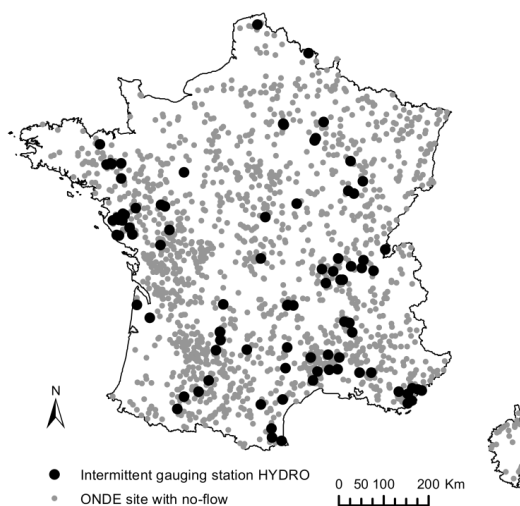 N
Intermittent gauging station HYDRO
ONDE site with no-flow
0 50 100 200 Km